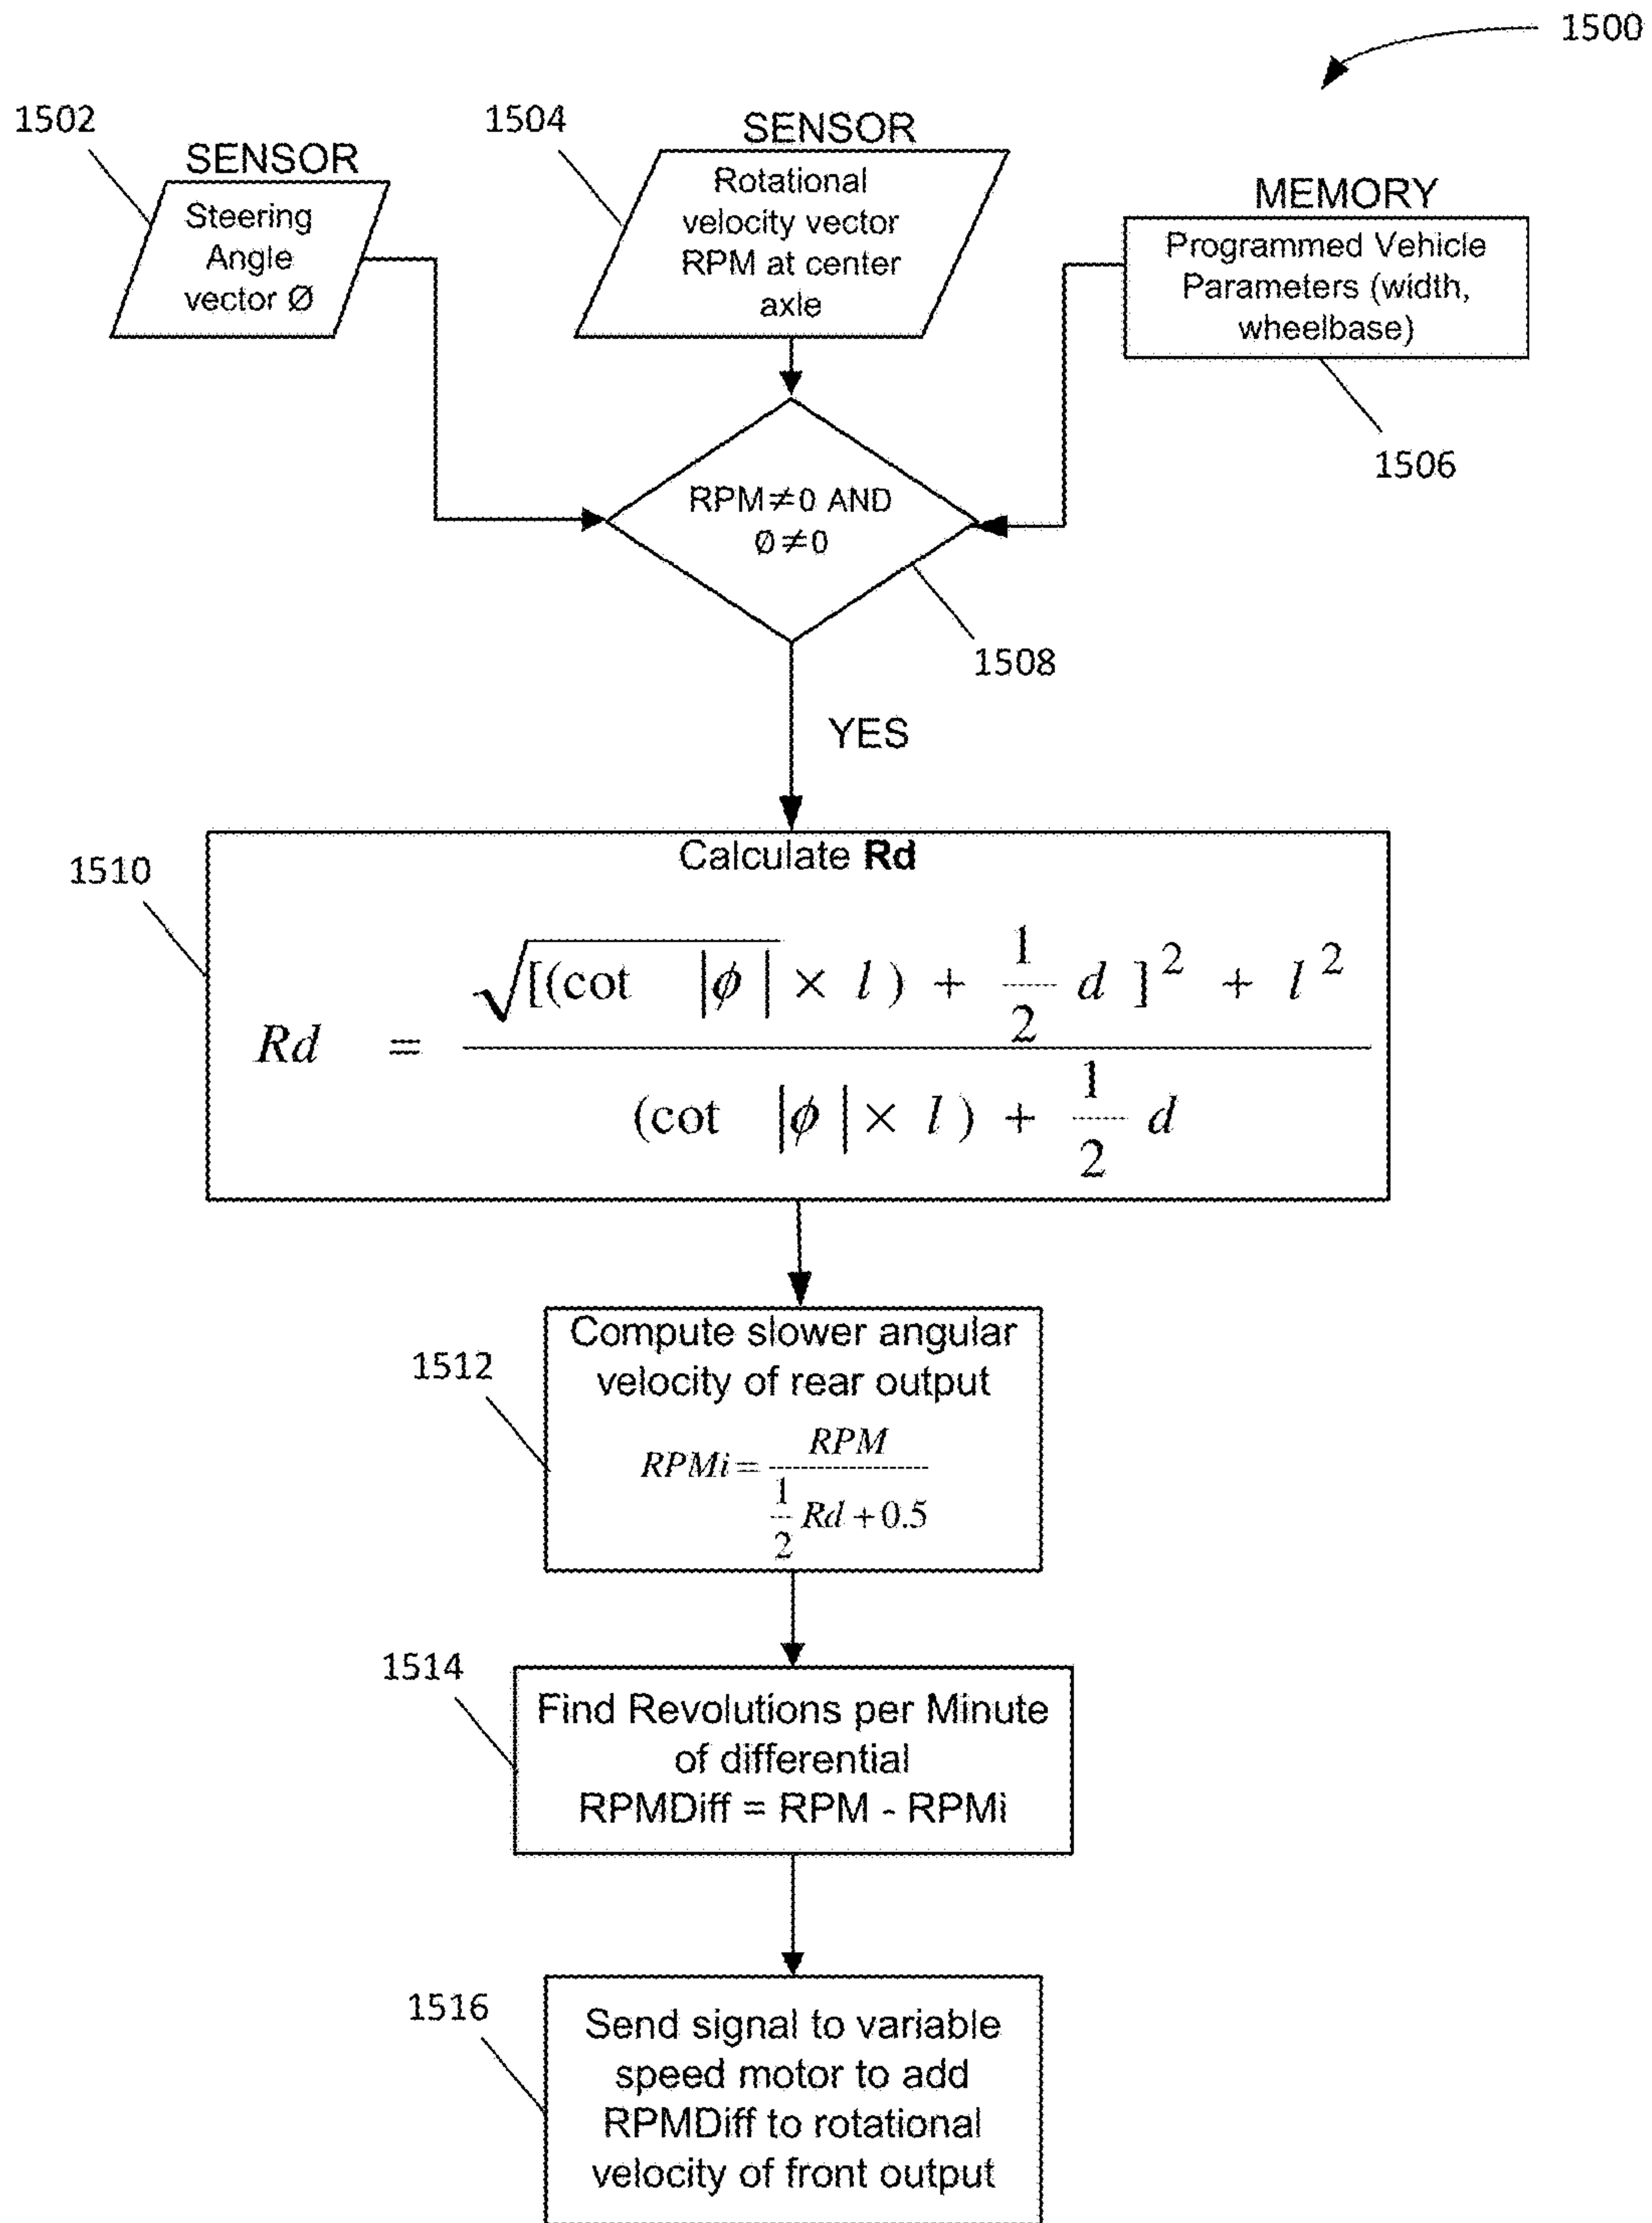 1500
1502
SENSOR
Steering
Angle
vector Ø
1504
SENSOR
Rotational
velocity vector
RPM at center
axle
MEMORY
Programmed Vehicle
Parameters (width,
wheelbase)
1506
RPM≠0 AND
Ø≠0
1508
YES
1510
Calculate Rd
Rd = √[(cot |ϕ| × l) + 1/2 d ]² + l² / (cot |ϕ| × l) + 1/2 d
1512
Compute slower angular
velocity of rear output
RPMi = RPM / 1/2 Rd + 0.5
1514
Find Revolutions per Minute
of differential
RPMDiff = RPM - RPMi
1516
Send signal to variable
speed motor to add
RPMDiff to rotational
velocity of front output